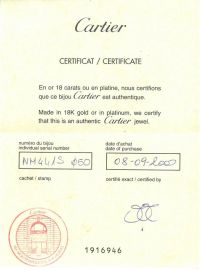 Cartier
CERTIFICAT / CERTIFICATE
En or 18 carats ou en platine, nous certifions
que ce bijou Cartier est authentique.
Made in 18K gold or in platinum, we certify
that this is an authentic Cartier jewel.
numéro du bijou
individual serial number
date d'achat
date of purchase
08-09-2000
cachet / stamp
certifié exact / certified by
Cartier
1916946